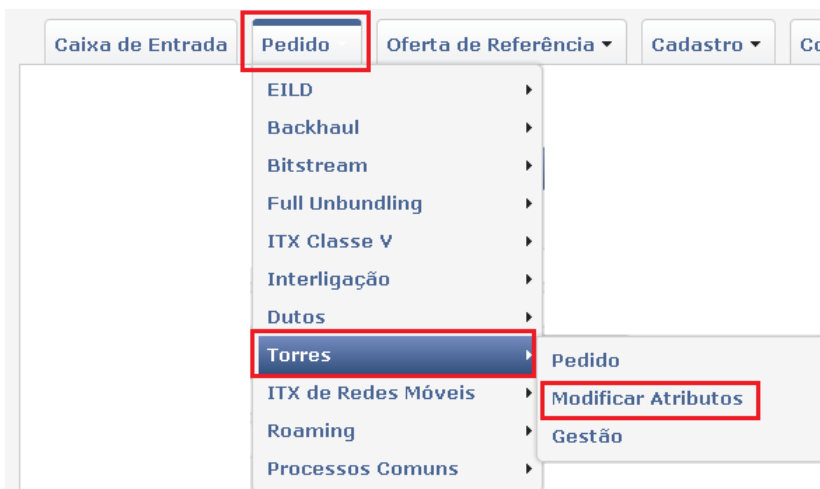 Caixa de Entrada Pedido Oferta de Referência Cadastro
EILD
Backhaul
Bitstream
Full Unbundling
ITX Classe V
Interligação
Dutos
Torres
Pedido
ITX de Redes Móveis
Modificar Atributos
Roaming
Gestão
Processos Comuns